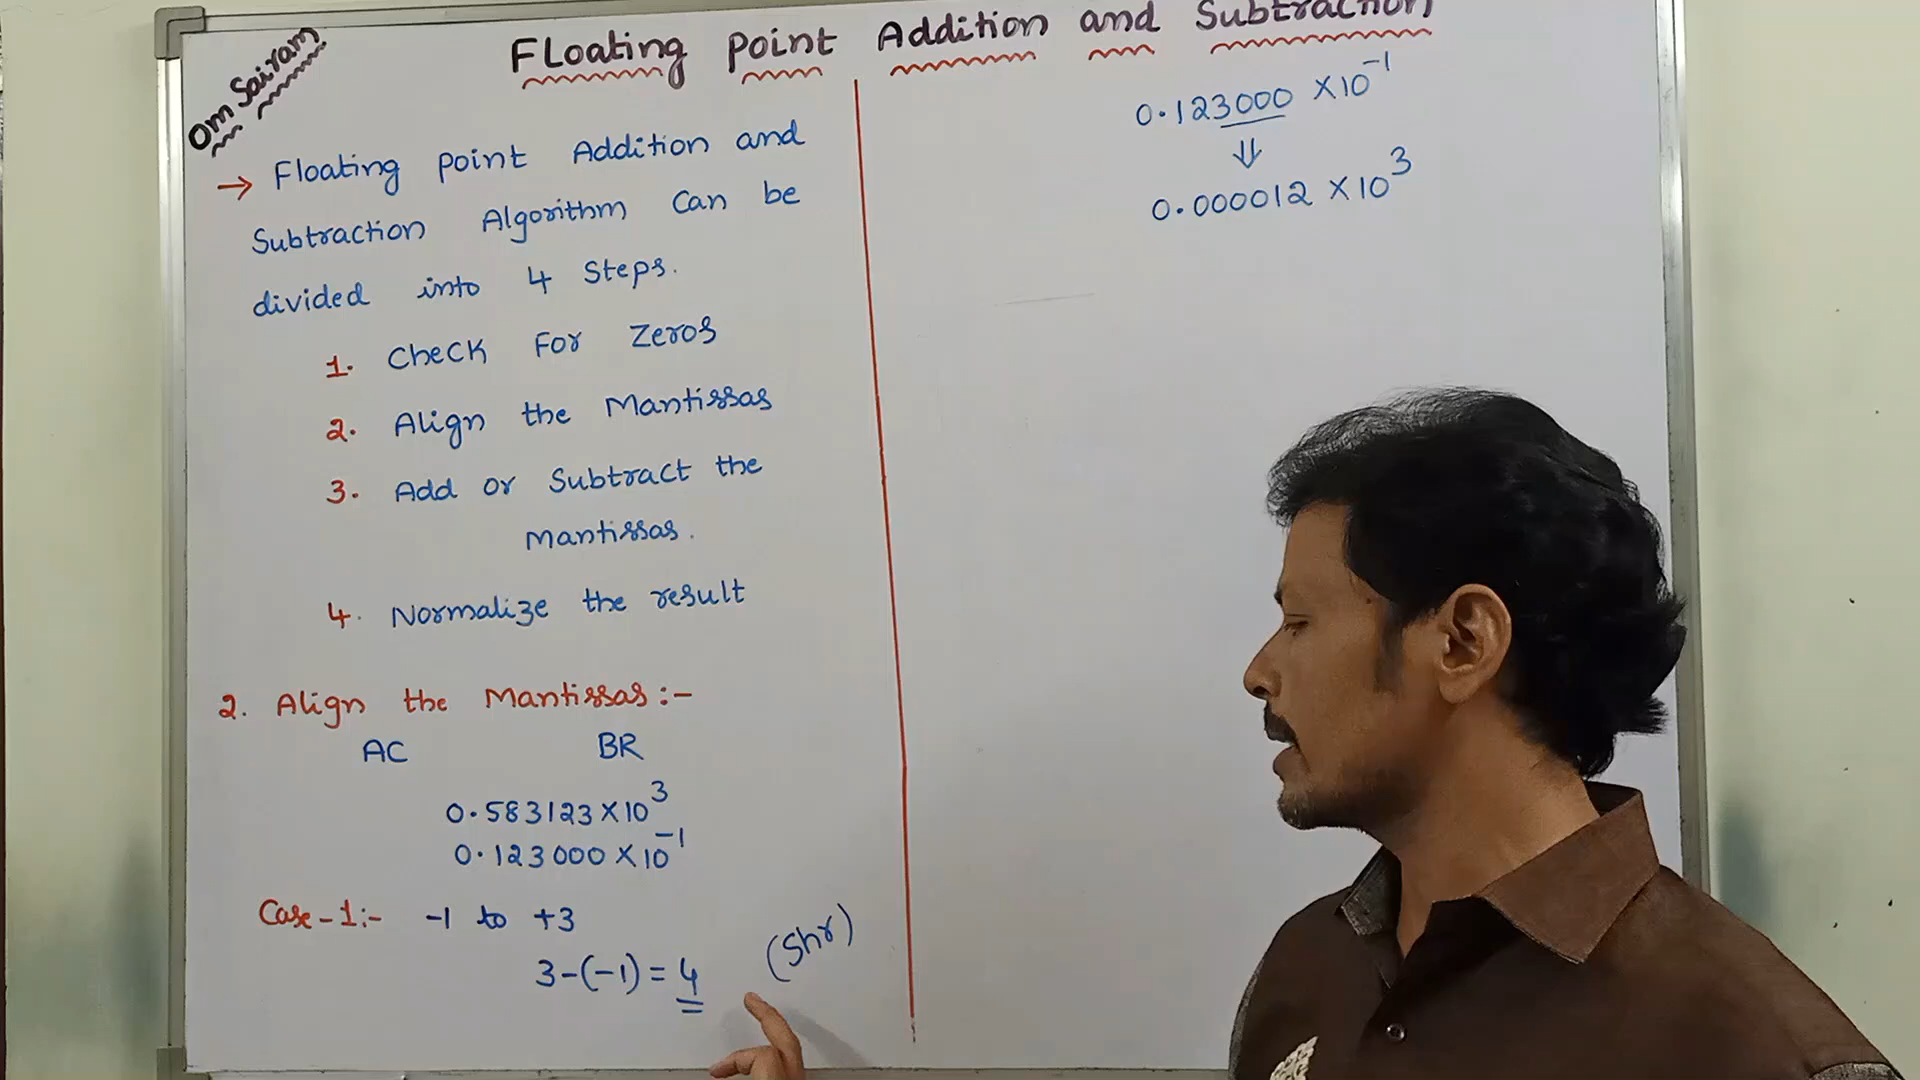 Floating Point Addition and Subtraction
Om Sairam
→ Floating point Addition and
Subtraction Algorithm Can be
divided into 4 Steps.
1. Check For Zeros
2. Align the Mantissas
3. Add or Subtract the
Mantissas.
4. Normalize the result
2. Align the Mantissas :-
AC BR
0.583123 × 10³
0.123000 × 10⁻¹
Case-1:- -1 to +3
3-(-1) = 4 (Shr)
0.123000 × 10⁻¹
⇓
0.000012 × 10³